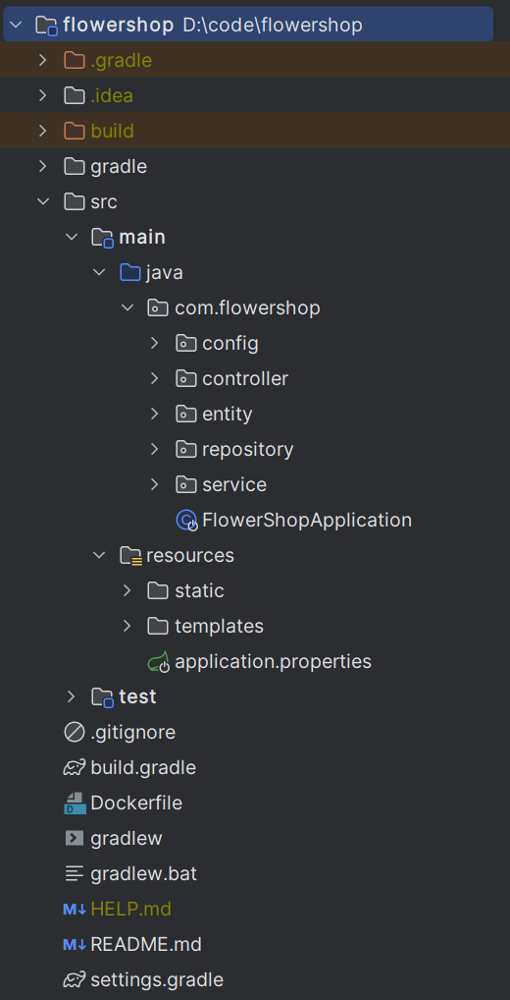 flowershop D:\code\flowershop
.gradle
.idea
build
gradle
src
main
java
com.flowershop
config
controller
entity
repository
service
FlowerShopApplication
resources
static
templates
application.properties
test
.gitignore
build.gradle
Dockerfile
gradlew
gradlew.bat
HELP.md
README.md
settings.gradle